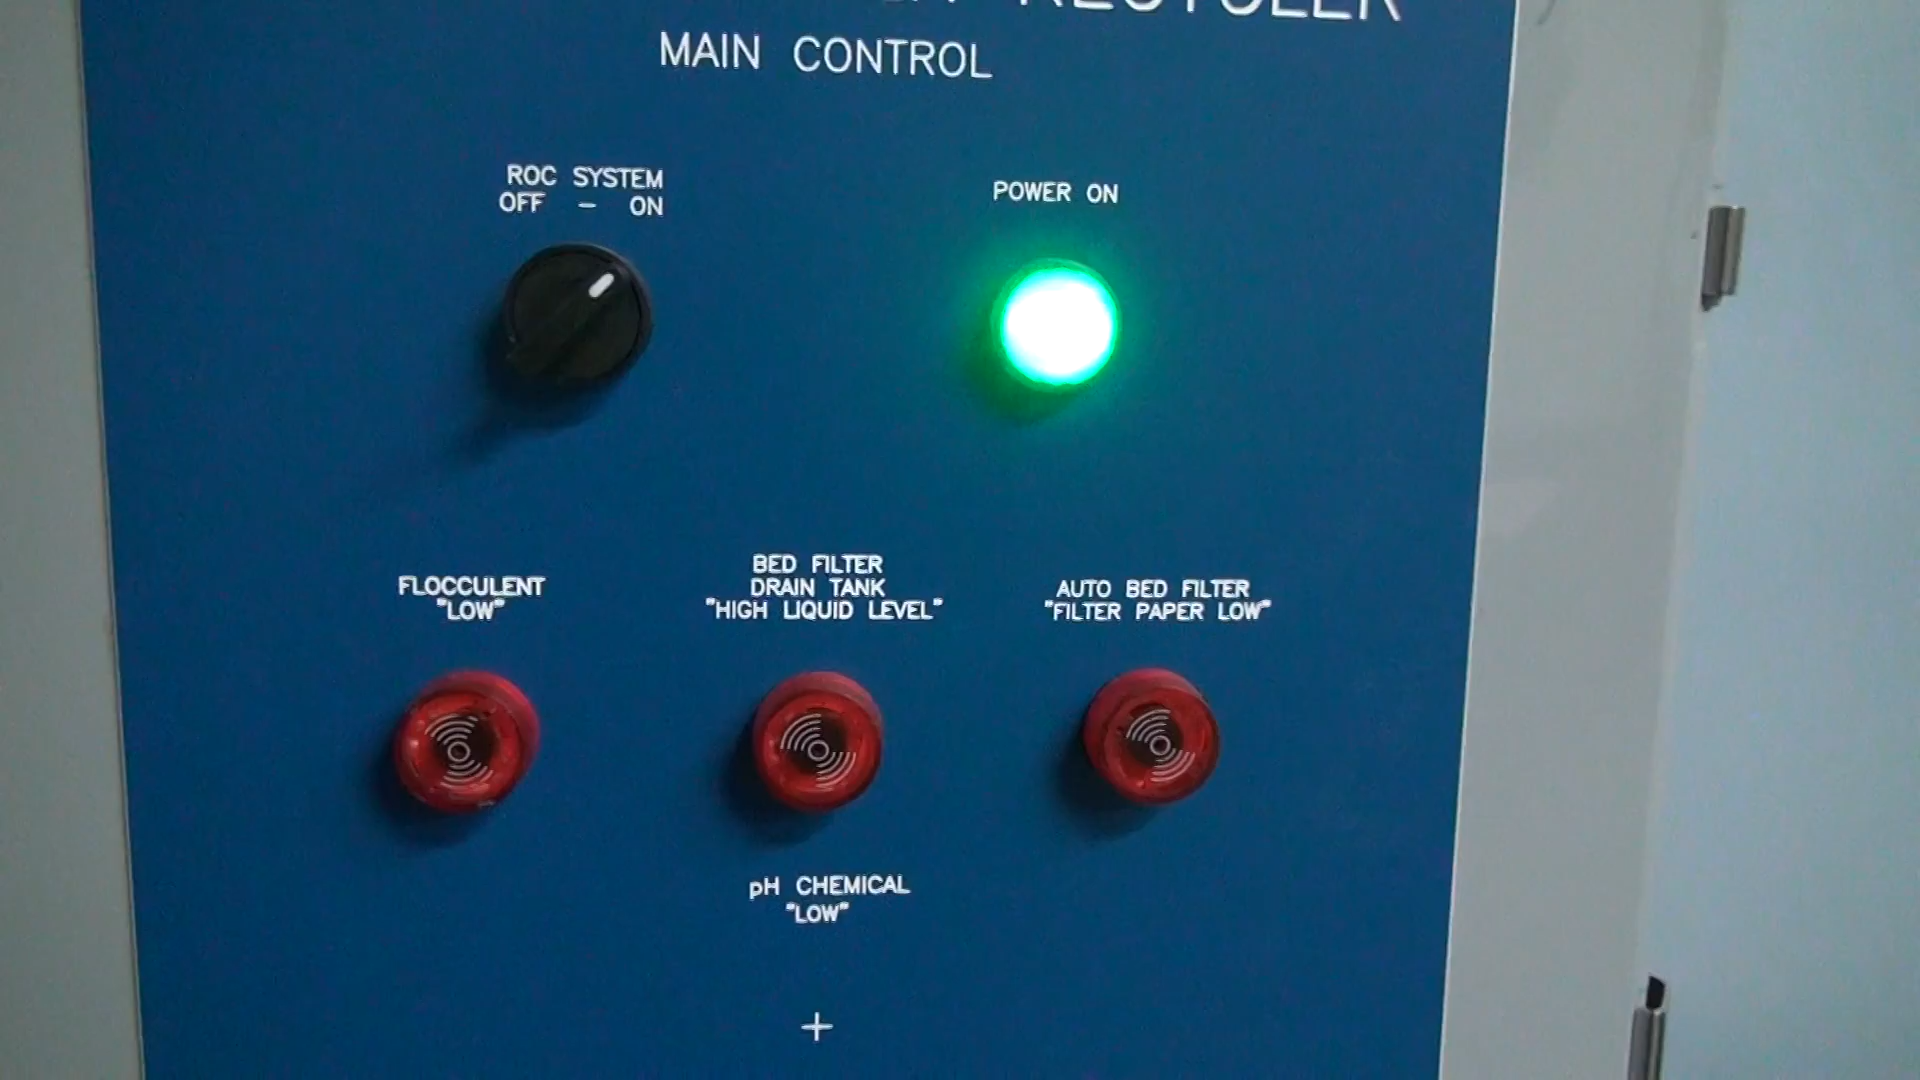 RECYCLER
MAIN CONTROL
ROC SYSTEM
OFF - ON
POWER ON
FLOCCULENT
"LOW"
BED FILTER
DRAIN TANK
"HIGH LIQUID LEVEL"
AUTO BED FILTER
"FILTER PAPER LOW"
pH CHEMICAL
"LOW"